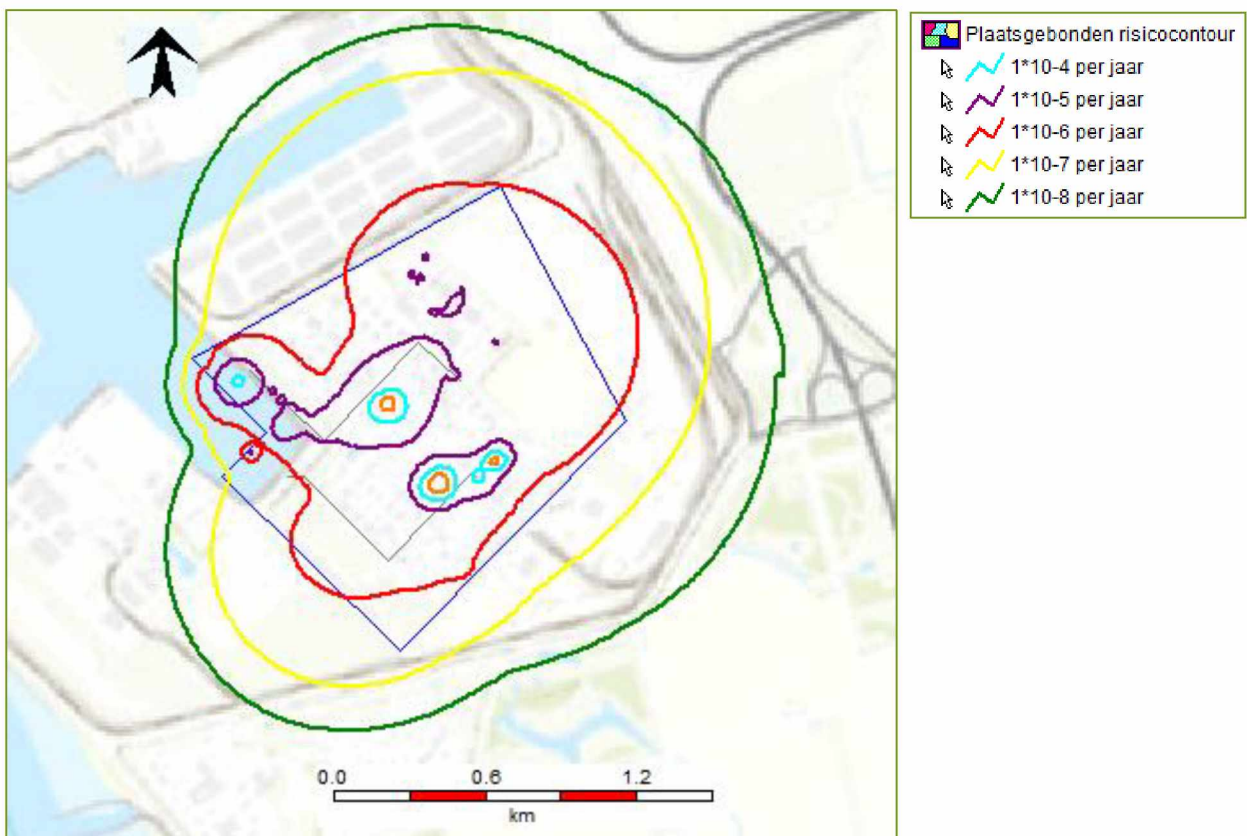 Plaatsgebonden risicocontour
1*10-4 per jaar
1*10-5 per jaar
1*10-6 per jaar
1*10-7 per jaar
1*10-8 per jaar
0.0 0.6 1.2
km